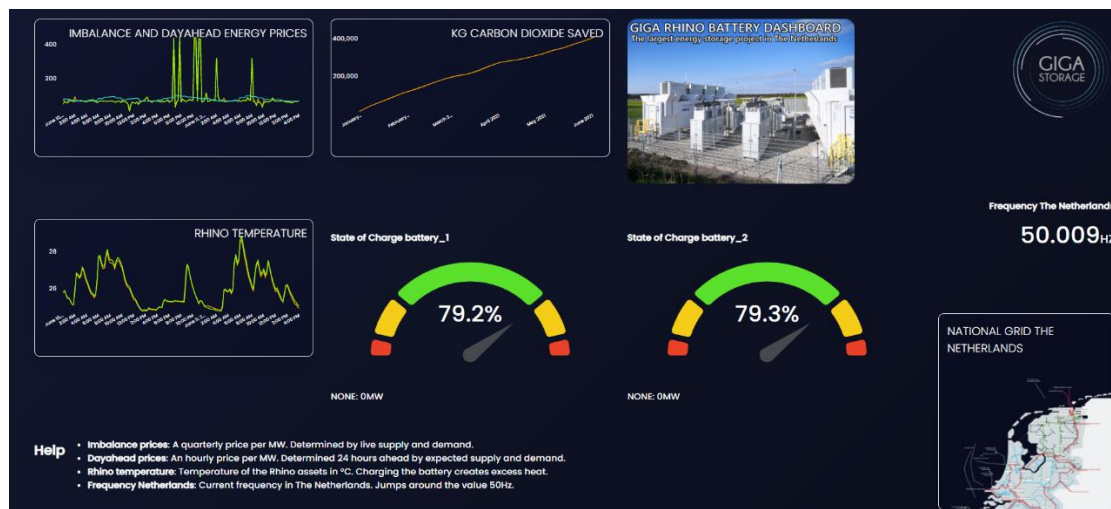 IMBALANCE AND DAYAHEAD ENERGY PRICES
400
200
KG CARBON DIOXIDE SAVED
400,000
200,000
January...
February...
March 2...
April 2021
May 2021
June 2021
GIGA RHINO BATTERY DASHBOARD
The largest energy storage project in The Netherlands
GIGA
STORAGE
Frequency The Netherlands
50.009HZ
RHINO TEMPERATURE
28
26
State of Charge battery_1
79.2%
NONE: 0MW
State of Charge battery_2
79.3%
NONE: 0MW
NATIONAL GRID THE
NETHERLANDS
Help
• Imbalance prices: A quarterly price per MW. Determined by live supply and demand.
• Dayahead prices: An hourly price per MW. Determined 24 hours ahead by expected supply and demand.
• Rhino temperature: Temperature of the Rhino assets in °C. Charging the battery creates excess heat.
• Frequency Netherlands: Current frequency in The Netherlands. Jumps around the value 50Hz.